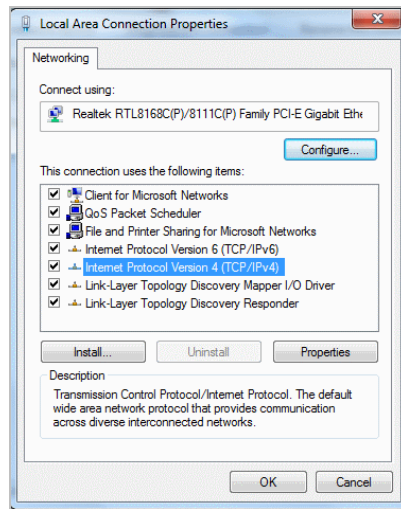 Local Area Connection Properties
Networking
Connect using:
Realtek RTL8168C(P)/8111C(P) Family PCI-E Gigabit Ethe
Configure...
This connection uses the following items:
Client for Microsoft Networks
QoS Packet Scheduler
File and Printer Sharing for Microsoft Networks
Internet Protocol Version 6 (TCP/IPv6)
Internet Protocol Version 4 (TCP/IPv4)
Link-Layer Topology Discovery Mapper I/O Driver
Link-Layer Topology Discovery Responder
Install... Uninstall Properties
Description
Transmission Control Protocol/Internet Protocol. The default
wide area network protocol that provides communication
across diverse interconnected networks.
OK Cancel